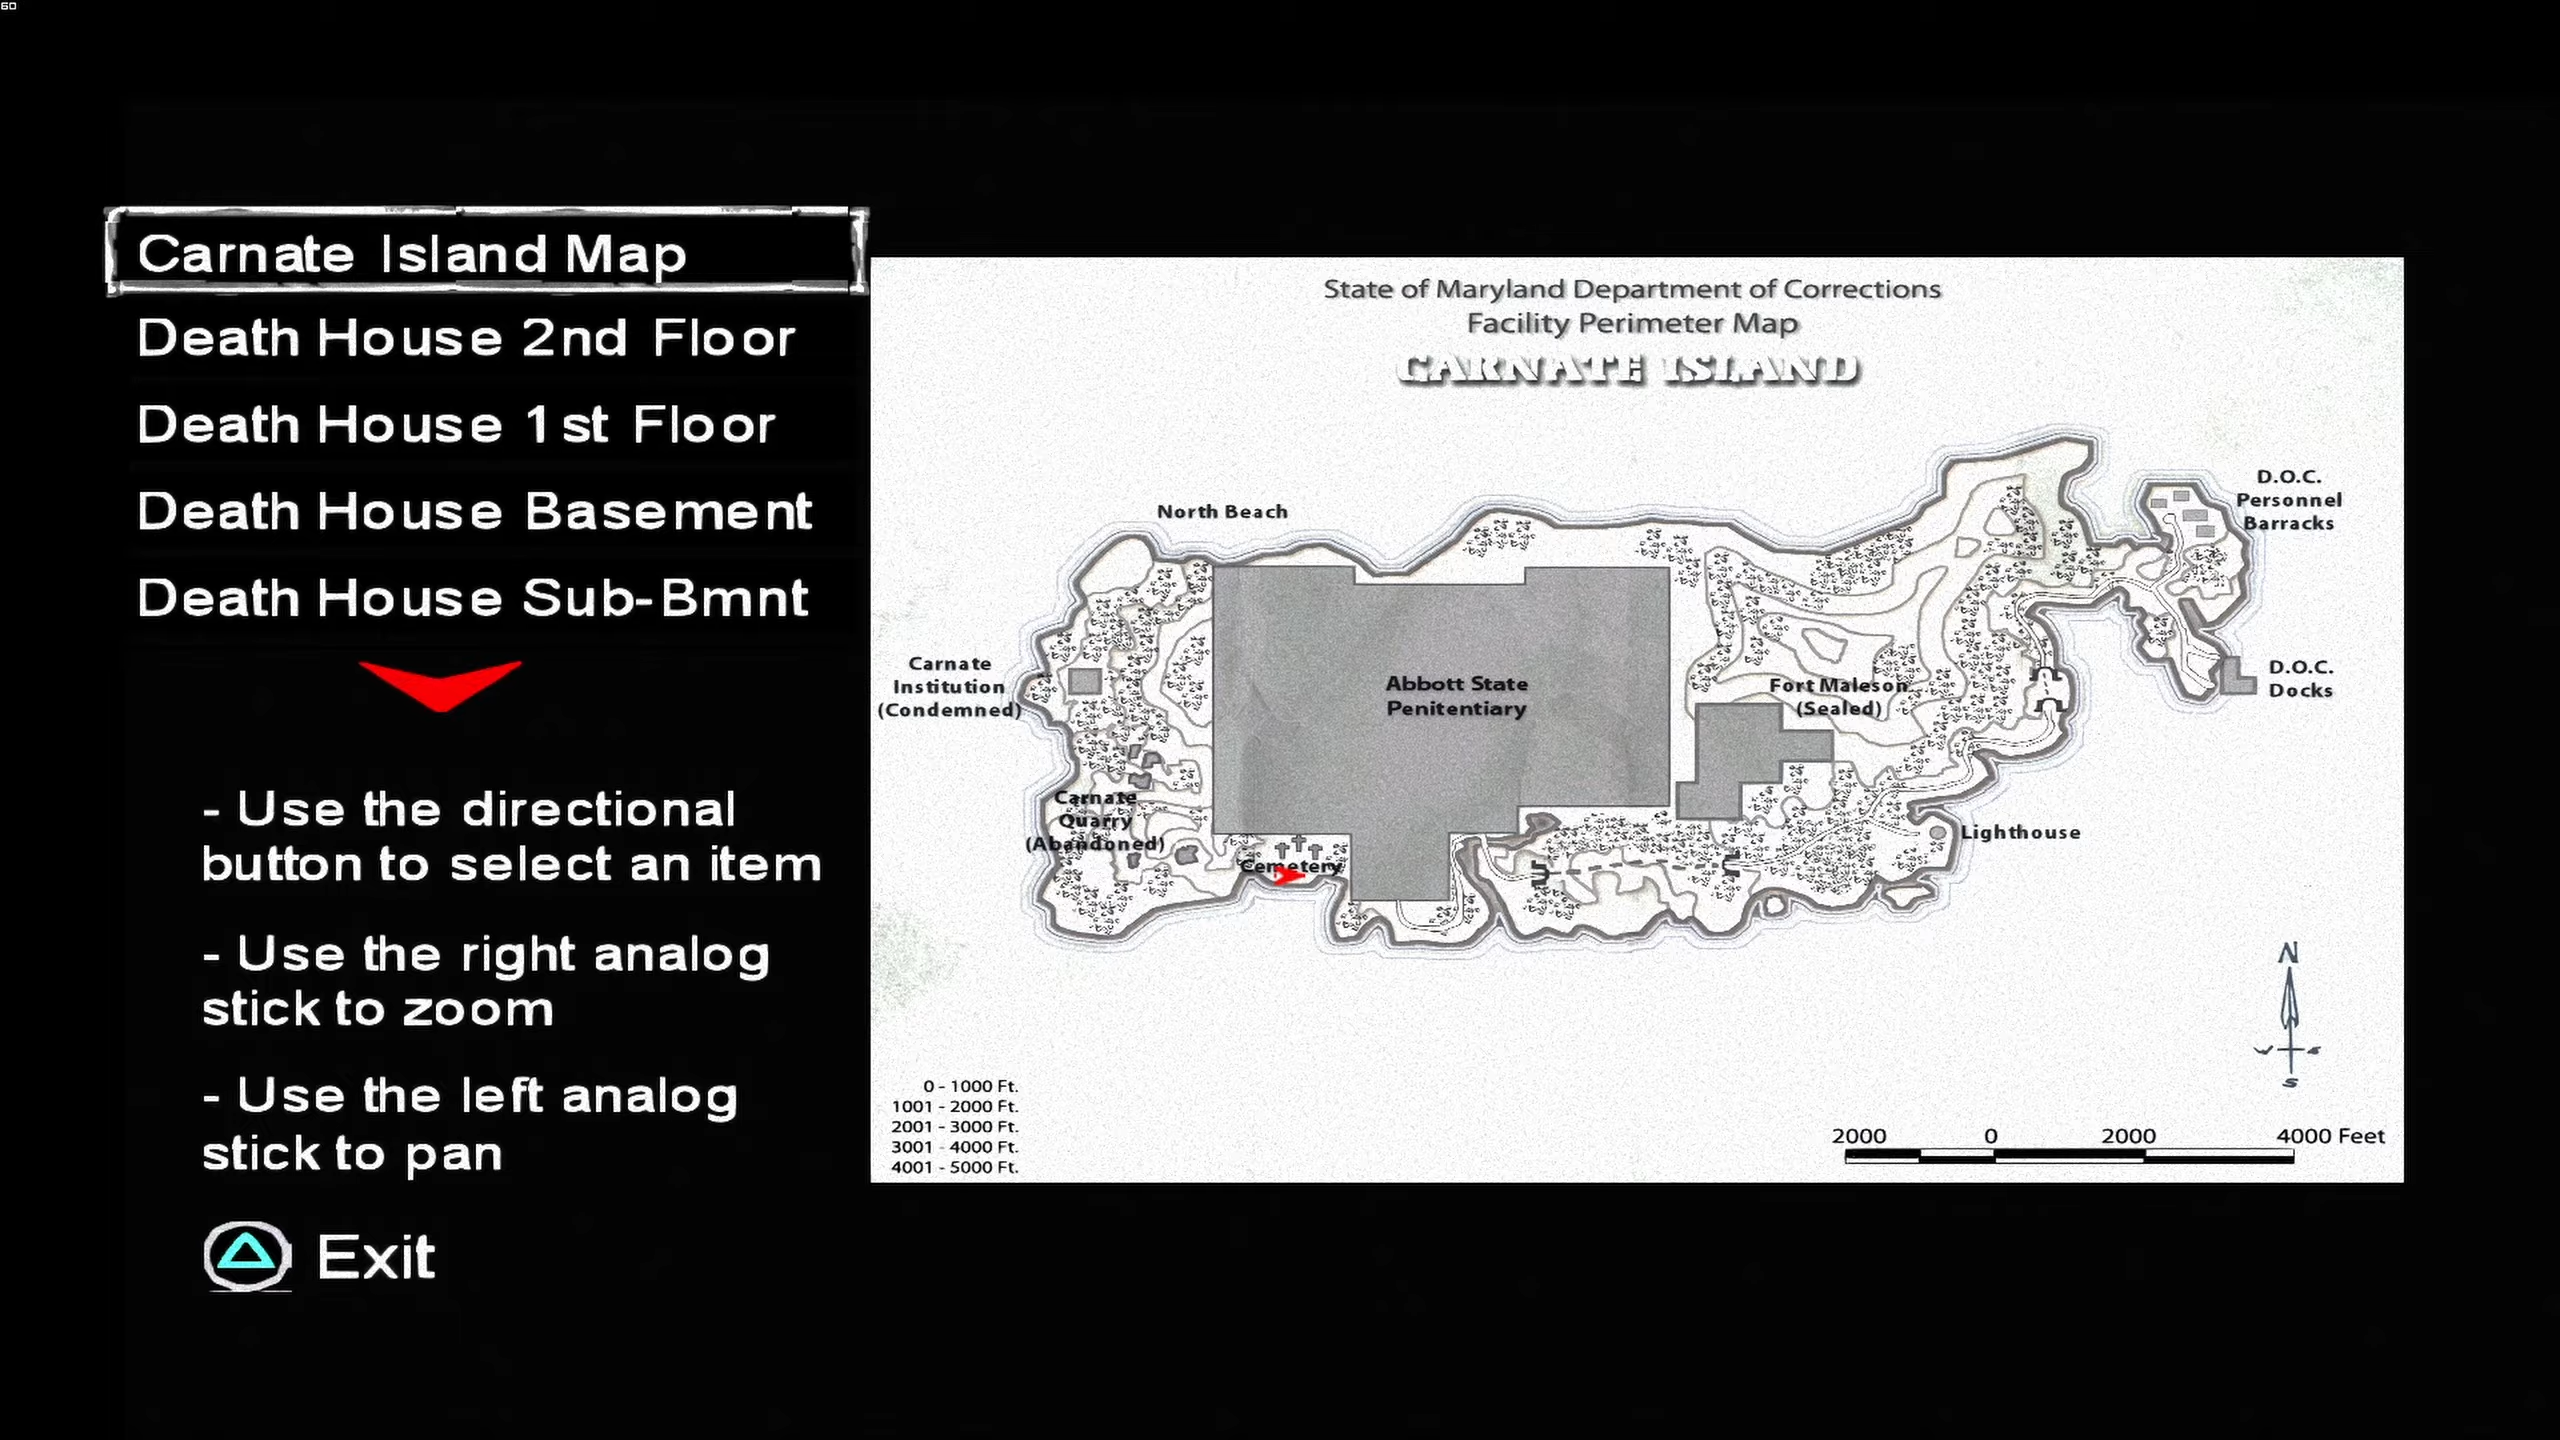 60
Carnate Island Map
Death House 2nd Floor
Death House 1st Floor
Death House Basement
Death House Sub-Bmnt
- Use the directional
button to select an item
- Use the right analog
stick to zoom
- Use the left analog
stick to pan
Exit
State of Maryland Department of Corrections
Facility Perimeter Map
CARNATE ISLAND
North Beach
D.O.C.
Personnel
Barracks
Carnate
Institution
(Condemned)
Abbott State
Penitentiary
Fort Maleson
(Sealed)
D.O.C.
Docks
Carnate
Quarry
(Abandoned)
Cemetery
Lighthouse
N
W E
S
0 - 1000 Ft.
1001 - 2000 Ft.
2001 - 3000 Ft.
3001 - 4000 Ft.
4001 - 5000 Ft.
2000 0 2000 4000 Feet